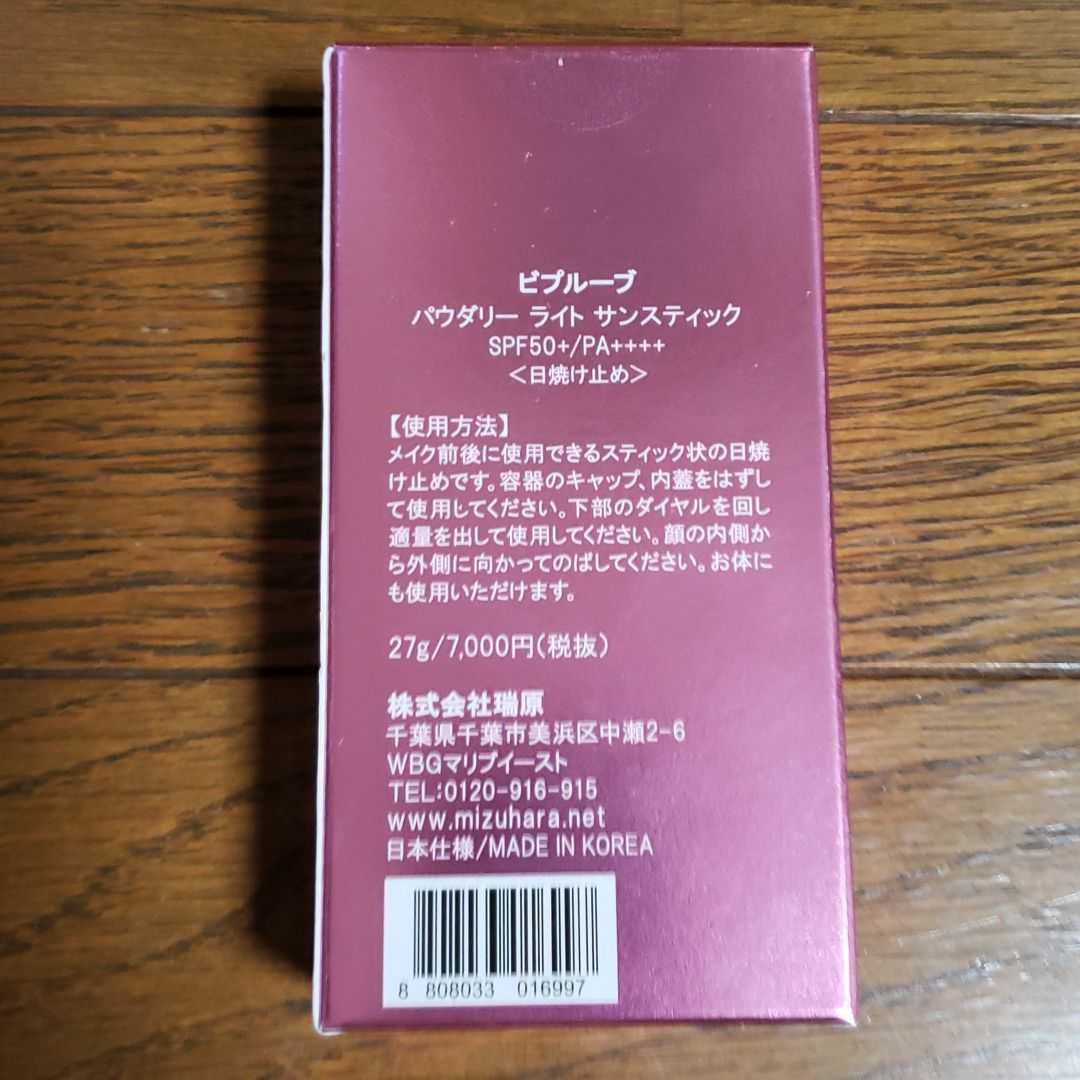 ビプルーブ
パウダリー ライト サンスティック
SPF50+/PA++++
＜日焼け止め＞
【使用方法】
メイク前後に使用できるスティック状の日焼
け止めです。容器のキャップ、内蓋をはずし
て使用してください。下部のダイヤルを回し
適量を出して使用してください。顔の内側か
ら外側に向かってのばしてください。お体に
も使用いただけます。
27g/7,000円(税抜)
株式会社瑞原
千葉県千葉市美浜区中瀬2-6
WBGマリブイースト
TEL:0120-916-915
www.mizuhara.net
日本仕様/MADE IN KOREA
8 808033 016997